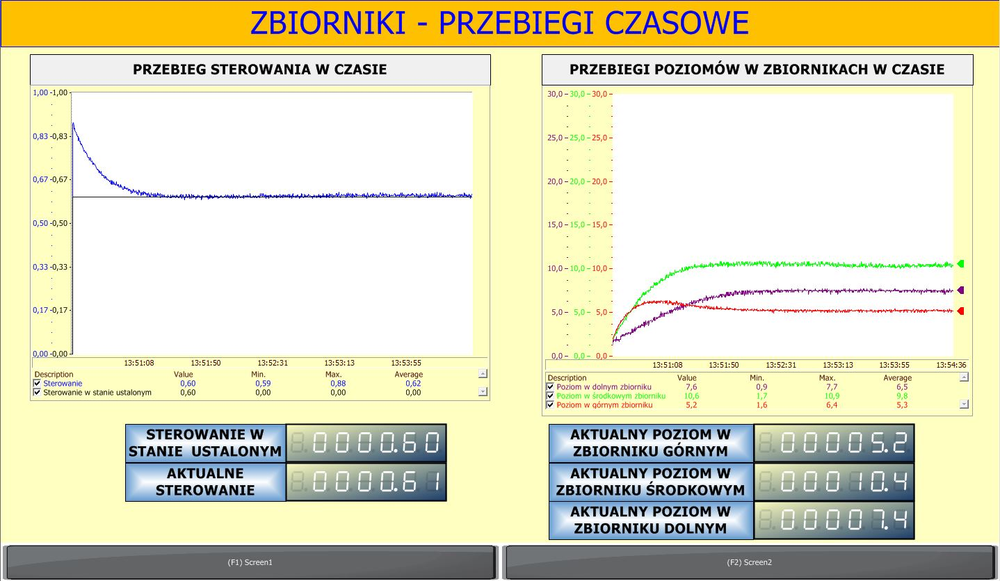 ZBIORNIKI - PRZEBIEGI CZASOWE
PRZEBIEG STEROWANIA W CZASIE
1,00 -1,00
0,83 -0,83
0,67 -0,67
0,50 -0,50
0,33 -0,33
0,17 -0,17
0,00 -0,00
13:51:08 13:51:50 13:52:31 13:53:13 13:53:55
Description Value Min. Max. Average
Sterowanie 0,60 0,59 0,88 0,62
Sterowanie w stanie ustalonym 0,60 0,00 0,00 0,00
STEROWANIE W
STANIE USTALONYM
0000.60
AKTUALNE
STEROWANIE
0000.61
PRZEBIEGI POZIOMÓW W ZBIORNIKACH W CZASIE
30,0 30,0 30,0
25,0 25,0 25,0
20,0 20,0 20,0
15,0 15,0 15,0
10,0 10,0 10,0
5,0 5,0 5,0
0,0 0,0 0,0
13:51:08 13:51:50 13:52:31 13:53:13 13:53:55 13:54:36
Description Value Min. Max. Average
Poziom w dolnym zbiorniku 7,6 0,9 7,7 6,5
Poziom w środkowym zbiorniku 10,6 1,7 10,9 9,8
Poziom w górnym zbiorniku 5,2 1,6 6,4 5,3
AKTUALNY POZIOM W
ZBIORNIKU GÓRNYM
00005.2
AKTUALNY POZIOM W
ZBIORNIKU ŚRODKOWYM
00010.4
AKTUALNY POZIOM W
ZBIORNIKU DOLNYM
00007.4
(F1) Screen1
(F2) Screen2